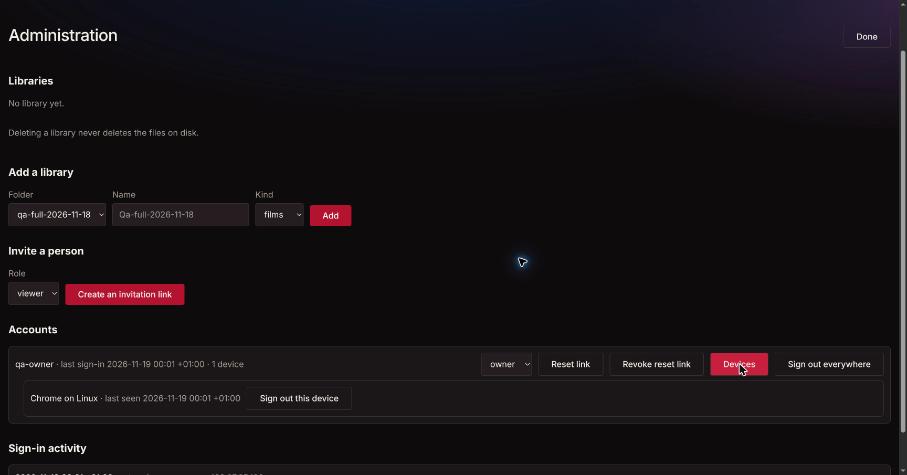 Administration
Done
Libraries
No library yet.
Deleting a library never deletes the files on disk.
Add a library
Folder Name Kind
qa-full-2026-11-18 Qa-full-2026-11-18 films Add
Invite a person
Role
viewer Create an invitation link
Accounts
qa-owner · last sign-in 2026-11-19 00:01 +01:00 · 1 device owner Reset link Revoke reset link Devices Sign out everywhere
Chrome on Linux · last seen 2026-11-19 00:01 +01:00 Sign out this device
Sign-in activity